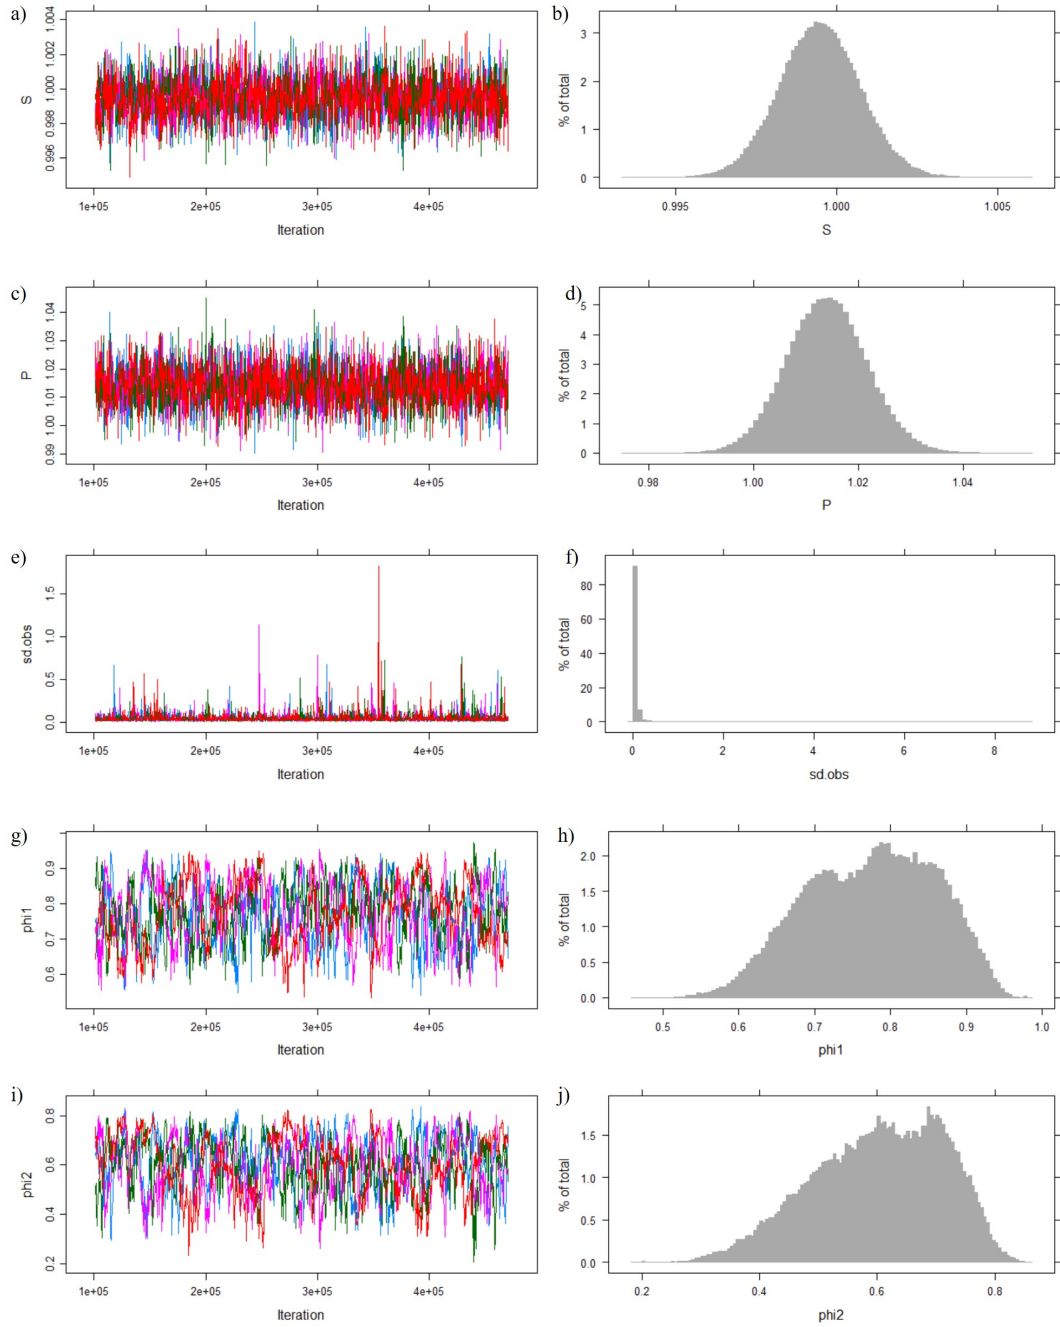 a)
S
0.996 0.998 1.000 1.002 1.004
1e+05 2e+05 3e+05 4e+05
Iteration
b)
% of total
0 1 2 3
0.995 1.000 1.005
S
c)
P
0.99 1.00 1.01 1.02 1.03 1.04
1e+05 2e+05 3e+05 4e+05
Iteration
d)
% of total
0 1 2 3 4 5
0.98 1.00 1.02 1.04
P
e)
sd.obs
0.0 0.5 1.0 1.5
1e+05 2e+05 3e+05 4e+05
Iteration
f)
% of total
0 20 40 60 80
0 2 4 6 8
sd.obs
g)
phi1
0.6 0.7 0.8 0.9
1e+05 2e+05 3e+05 4e+05
Iteration
h)
% of total
0.0 0.5 1.0 1.5 2.0
0.5 0.6 0.7 0.8 0.9 1.0
phi1
i)
phi2
0.2 0.4 0.6 0.8
1e+05 2e+05 3e+05 4e+05
Iteration
j)
% of total
0.0 0.5 1.0 1.5
0.2 0.4 0.6 0.8
phi2